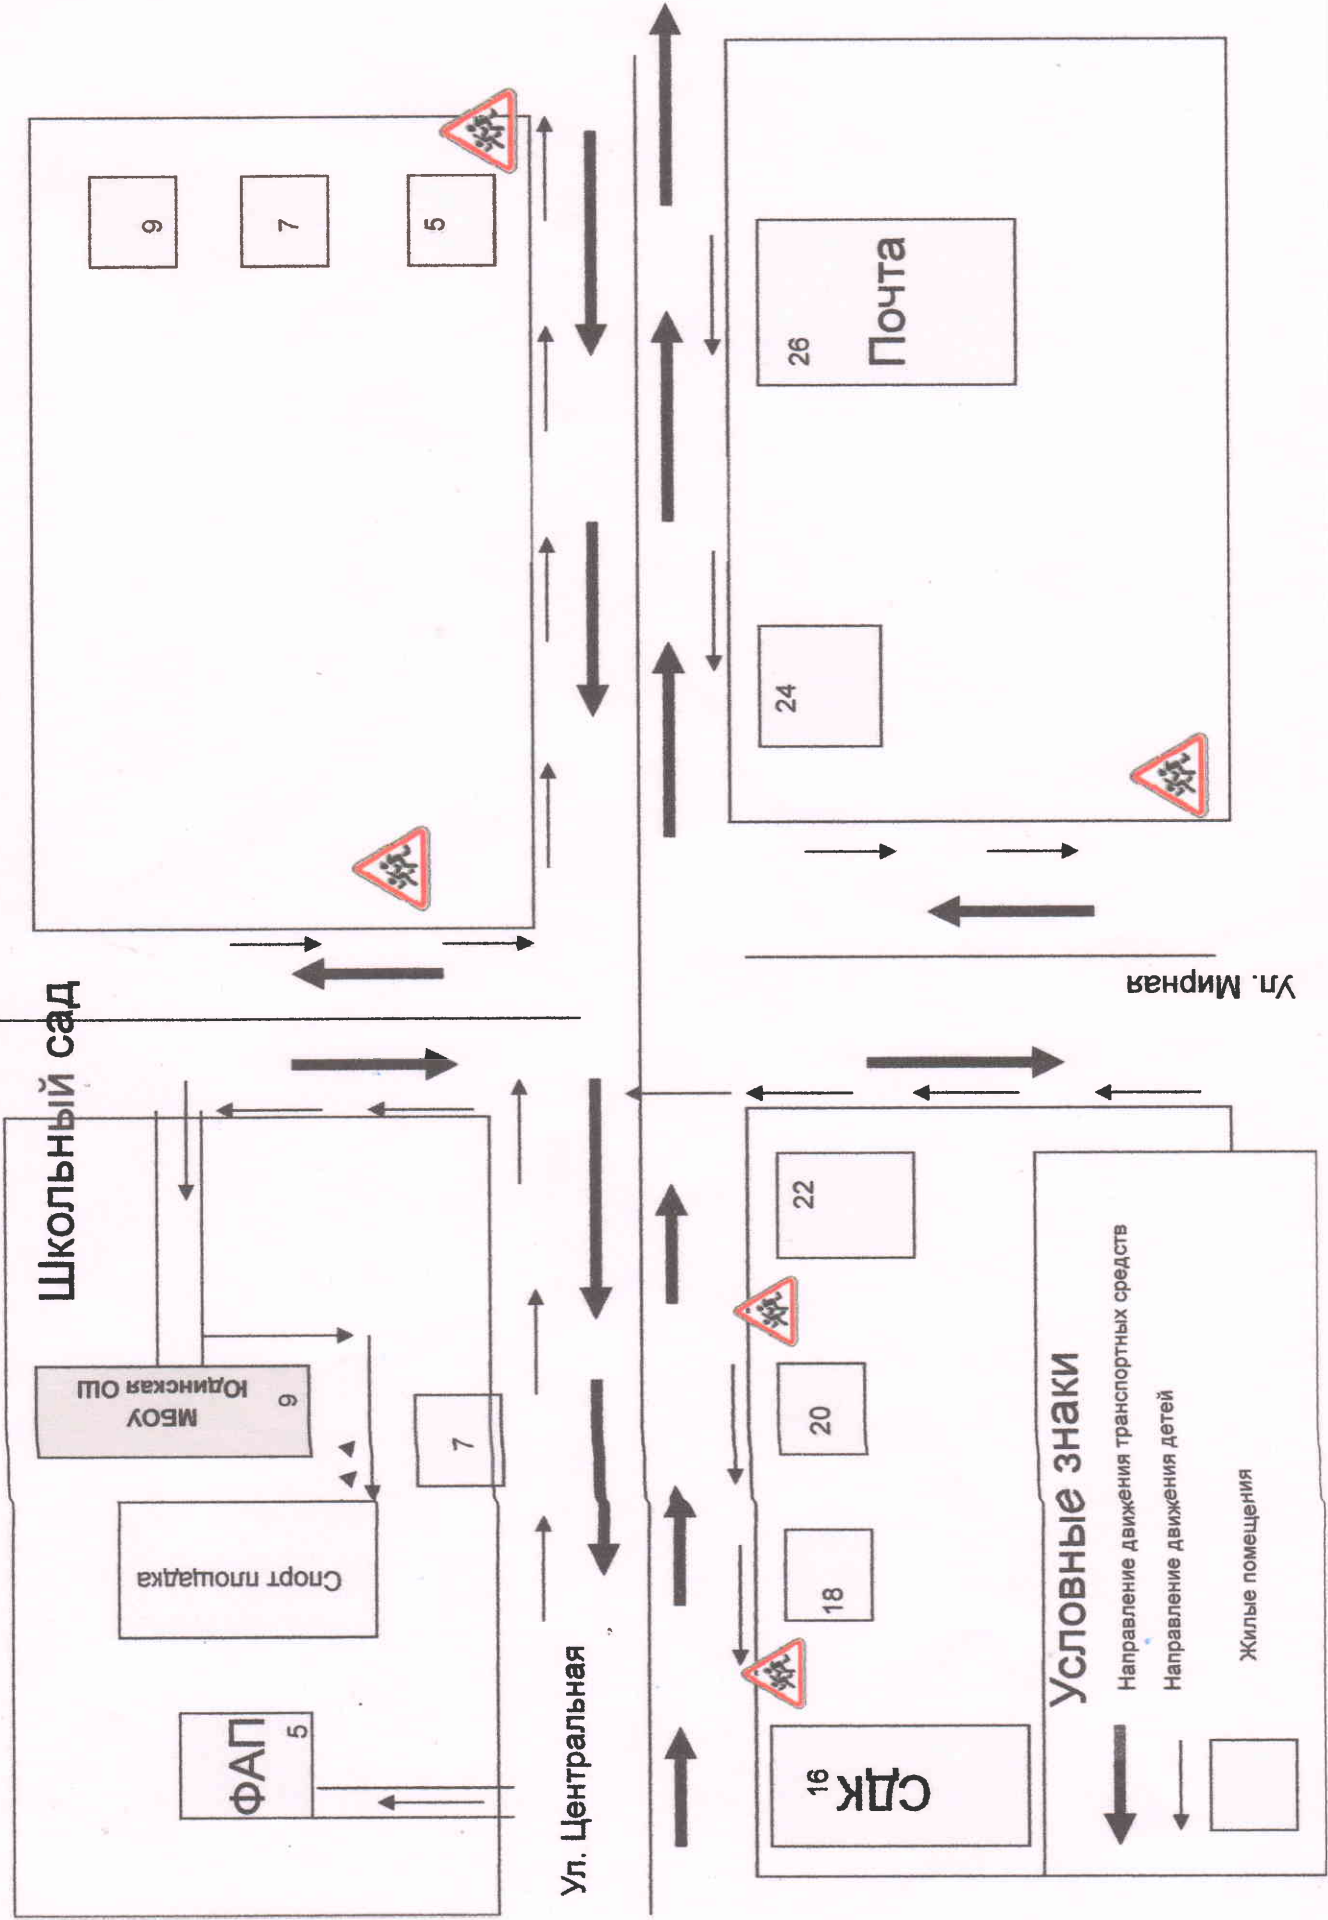 Школьный сад
МБОУ
Юдинская ОШ
9
Спорт площадка
ФАП
5
7
9
7
5
Ул. Центральная
Ул. Мирная
16
СДК
18
20
22
24
26
Почта
Условные знаки
Направление движения транспортных средств
Направление движения детей
Жилые помещения